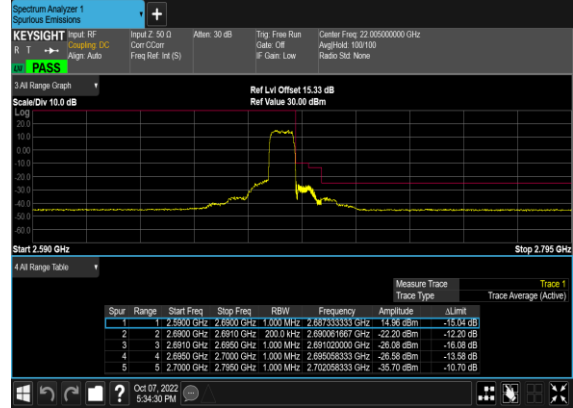 Spectrum Analyzer 1
Spurious Emissions
KEYSIGHT Input: RF Input Z: 50 Ω Atten: 30 dB Trig: Free Run Center Freq: 22.005000000 GHz
R T Coupling: DC Corr CCorr Gate: Off Avg|Hold: 100/100
Align: Auto Freq Ref: Int (S) IF Gain: Low Radio Std: None
PASS
3 All Range Graph
Ref Lvl Offset 15.33 dB
Scale/Div 10.0 dB Ref Value 30.00 dBm
Log
20.0
10.0
0.00
-10.0
-20.0
-30.0
-40.0
-50.0
-60.0
Start 2.590 GHz Stop 2.795 GHz
4 All Range Table
Measure Trace Trace 1
Trace Type Trace Average (Active)
Spur Range Start Freq Stop Freq RBW Frequency Amplitude ΔLimit
1 1 2.5900 GHz 2.6900 GHz 1.000 MHz 2.687333333 GHz 14.96 dBm -15.04 dB
2 2 2.6900 GHz 2.6910 GHz 200.0 kHz 2.690061667 GHz -22.20 dBm -12.20 dB
3 3 2.6910 GHz 2.6950 GHz 1.000 MHz 2.691020000 GHz -26.08 dBm -16.08 dB
4 4 2.6950 GHz 2.7000 GHz 1.000 MHz 2.695058333 GHz -26.58 dBm -13.58 dB
5 5 2.7000 GHz 2.7950 GHz 1.000 MHz 2.702058333 GHz -35.70 dBm -10.70 dB
? Oct 07, 2022
5:34:30 PM